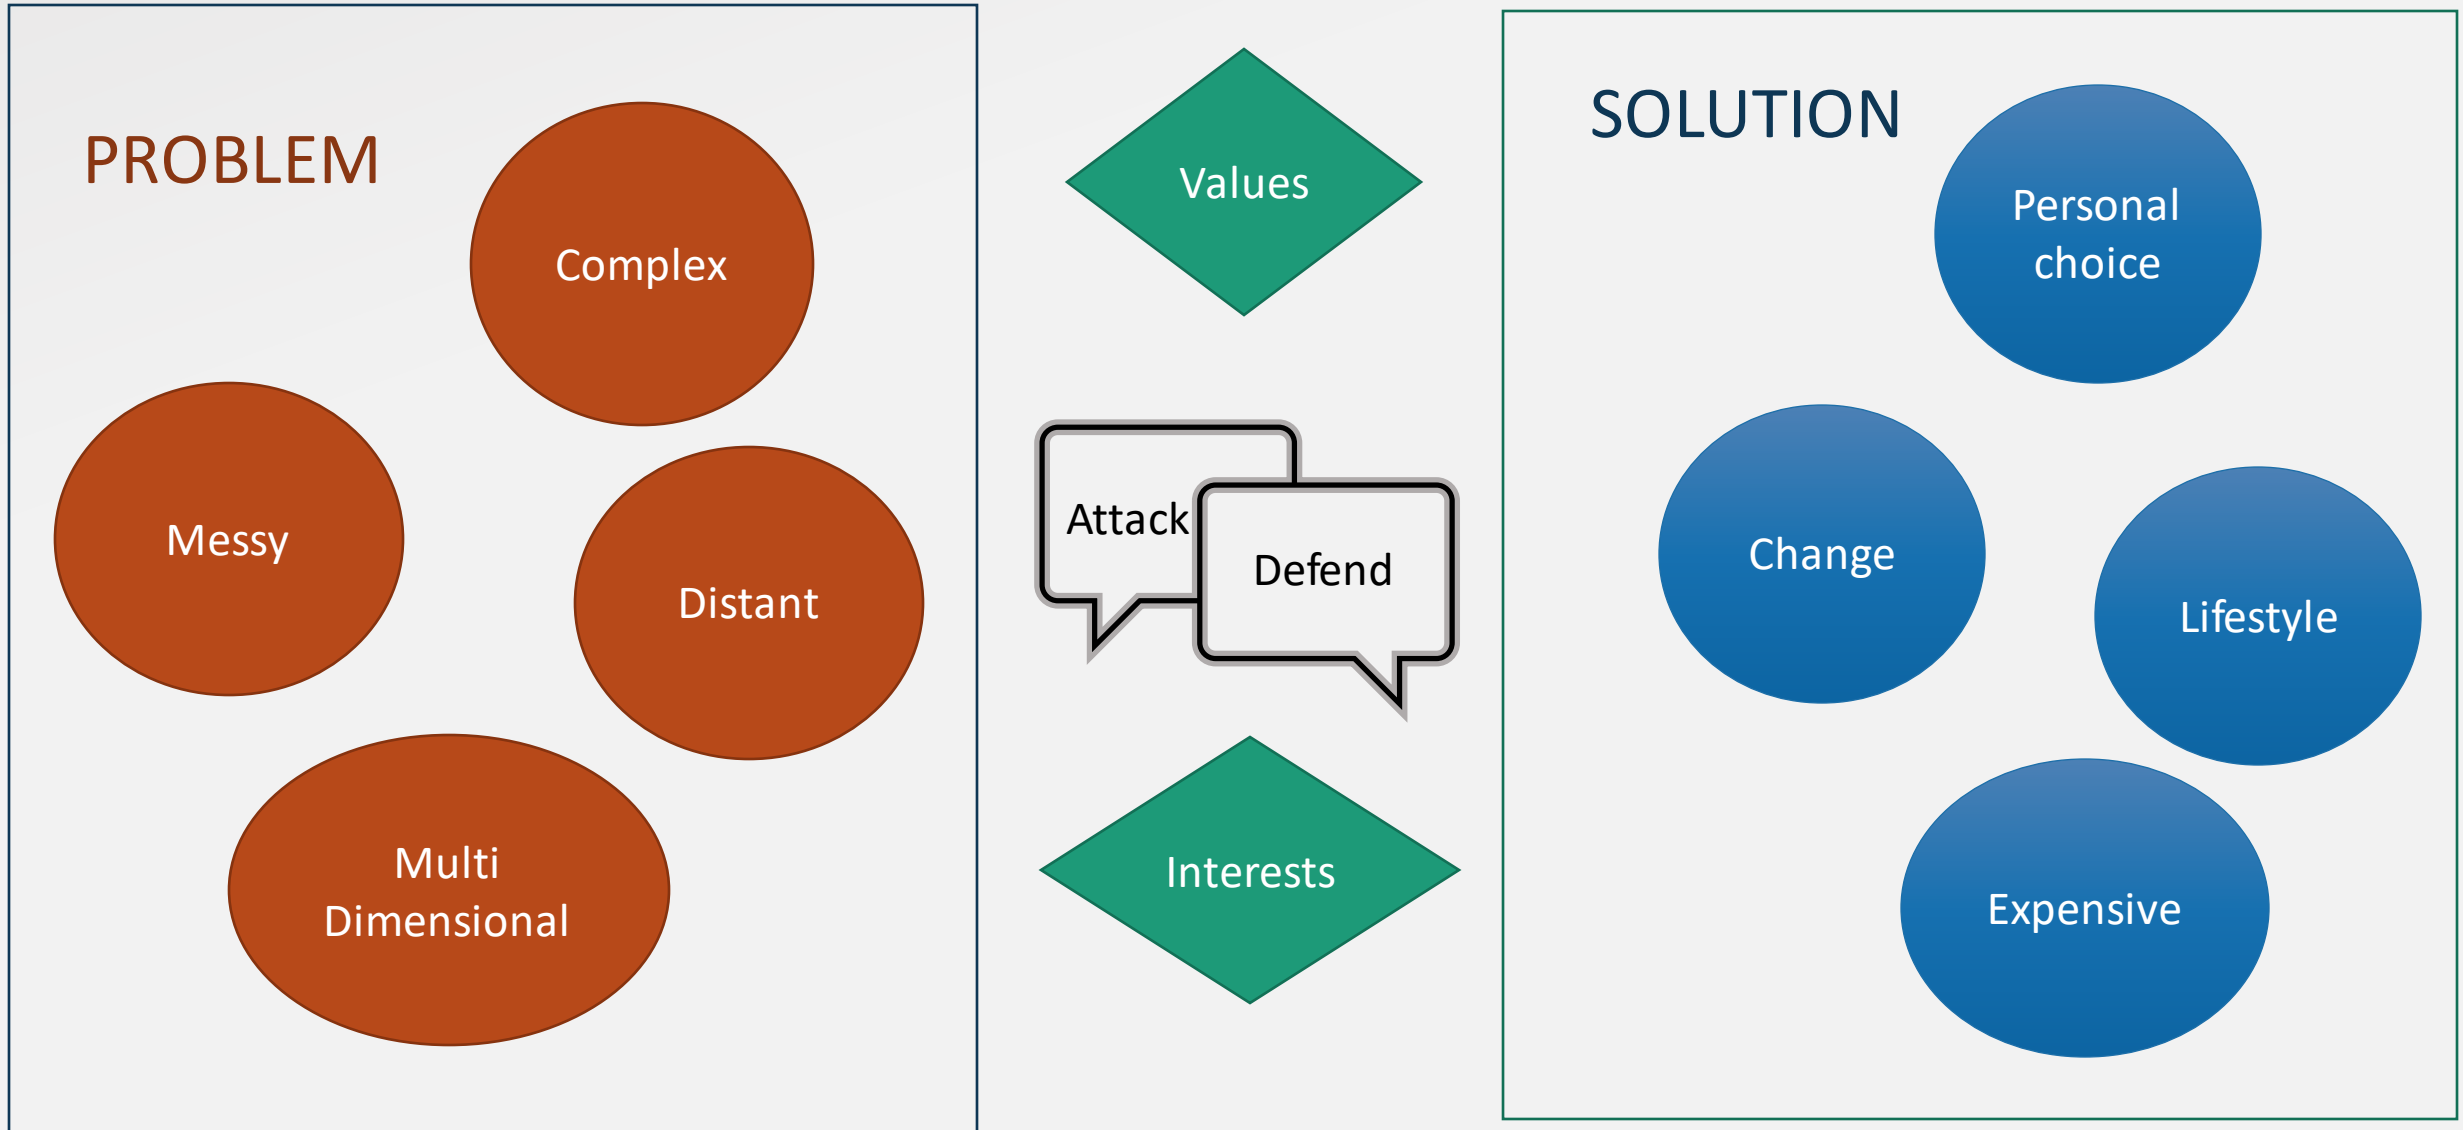 PROBLEM
Complex
Messy
Distant
Multi
Dimensional
Values
Attack
Defend
Interests
SOLUTION
Personal
choice
Change
Lifestyle
Expensive